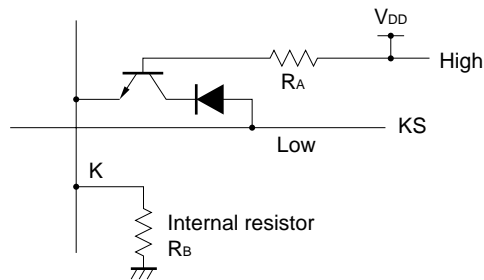 VDD
High
RA
KS
Low
K
Internal resistor
RB